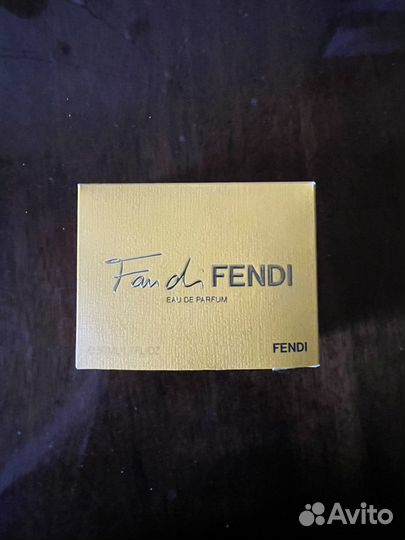 Fan di FENDI
EAU DE PARFUM
FENDI
Avito